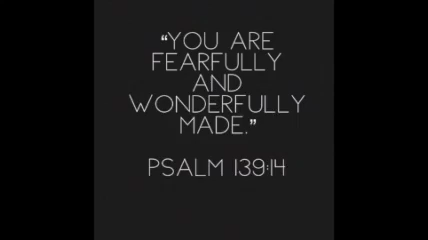 “YOU ARE
FEARFULLY
AND
WONDERFULLY
MADE.”
PSALM 139:14